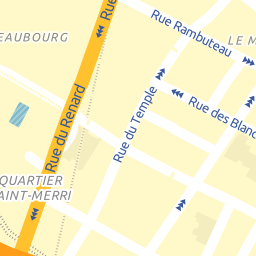 Rue
Rue Rambuteau
EAUBOURG
LE M
Rue du Renard
Rue du Temple
Rue des Blanc
QUARTIER
SAINT-MERRI